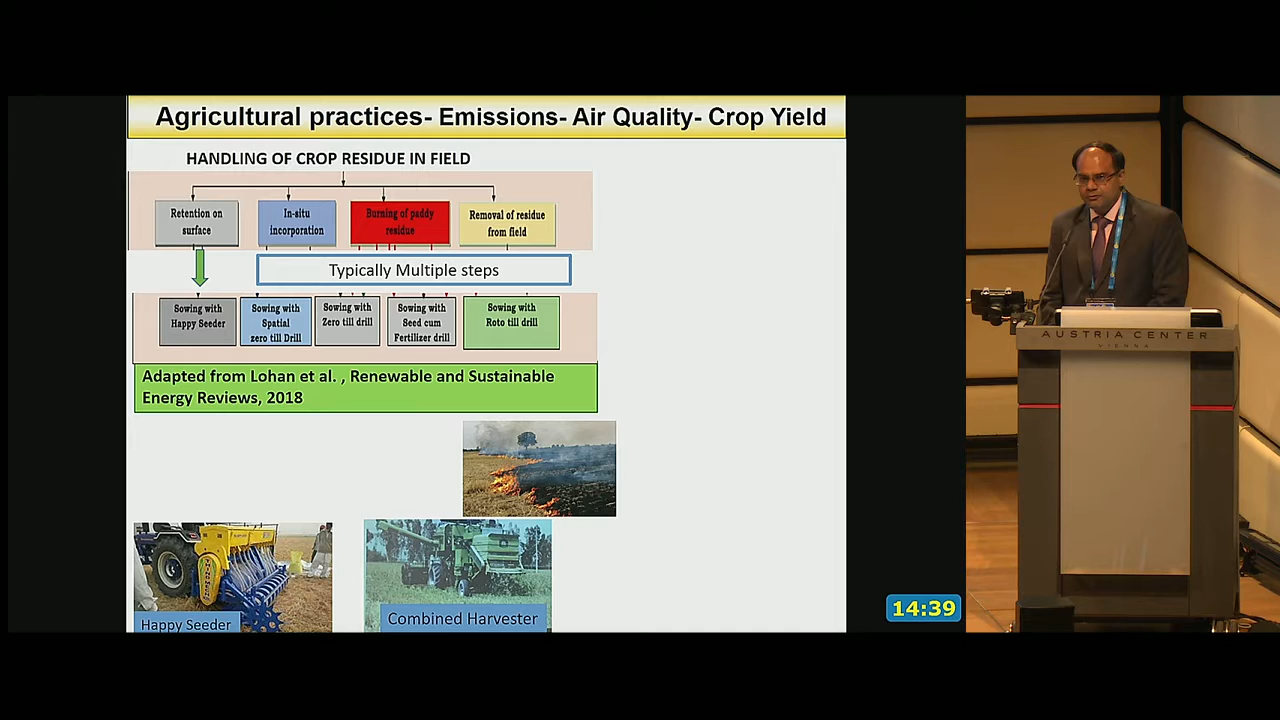 Agricultural practices- Emissions- Air Quality- Crop Yield
HANDLING OF CROP RESIDUE IN FIELD
Retention on
surface
In-situ
incorporation
Burning of paddy
residue
Removal of residue
from field
Typically Multiple steps
Sowing with
Happy Seeder
Sowing with
Spatial
zero till Drill
Sowing with
Zero till drill
Sowing with
Seed cum
Fertilizer drill
Sowing with
Roto till drill
Adapted from Lohan et al. , Renewable and Sustainable
Energy Reviews, 2018
Happy Seeder
Combined Harvester
14:39
AUSTRIA CENTER
VIENNA